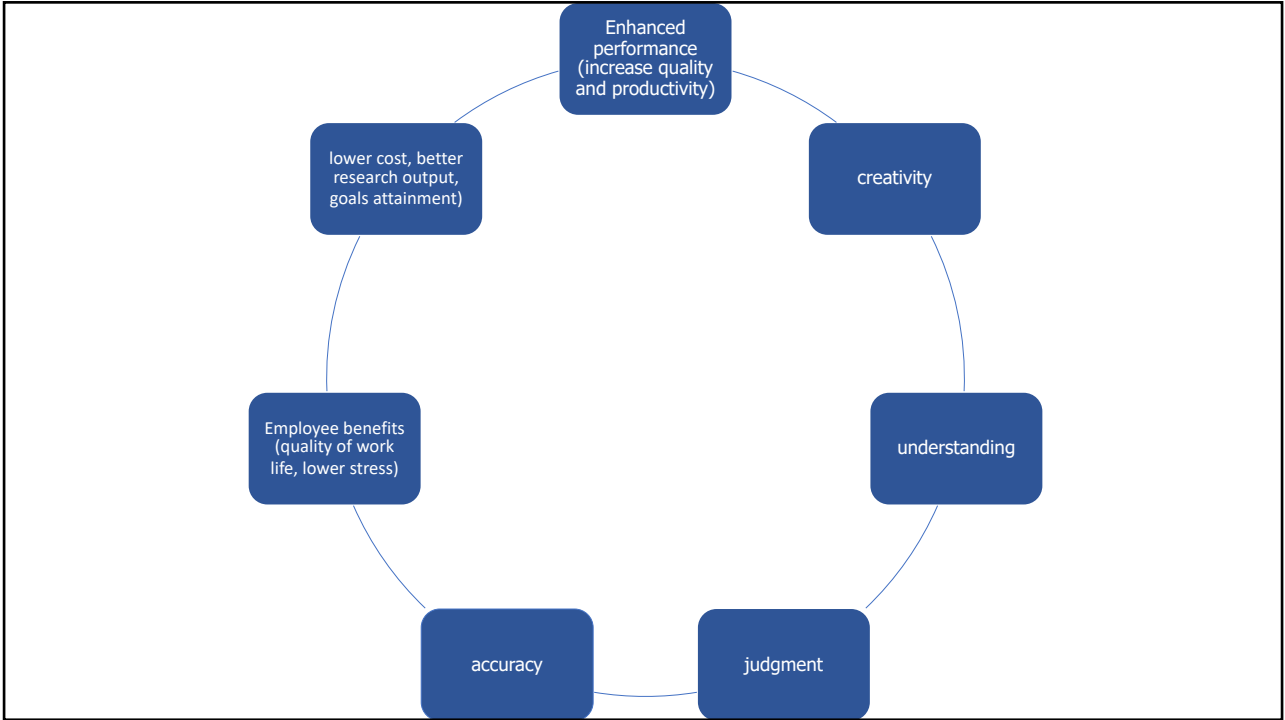 Enhanced
performance
(increase quality
and productivity)
creativity
understanding
judgment
accuracy
Employee benefits
(quality of work
life, lower stress)
lower cost, better
research output,
goals attainment)